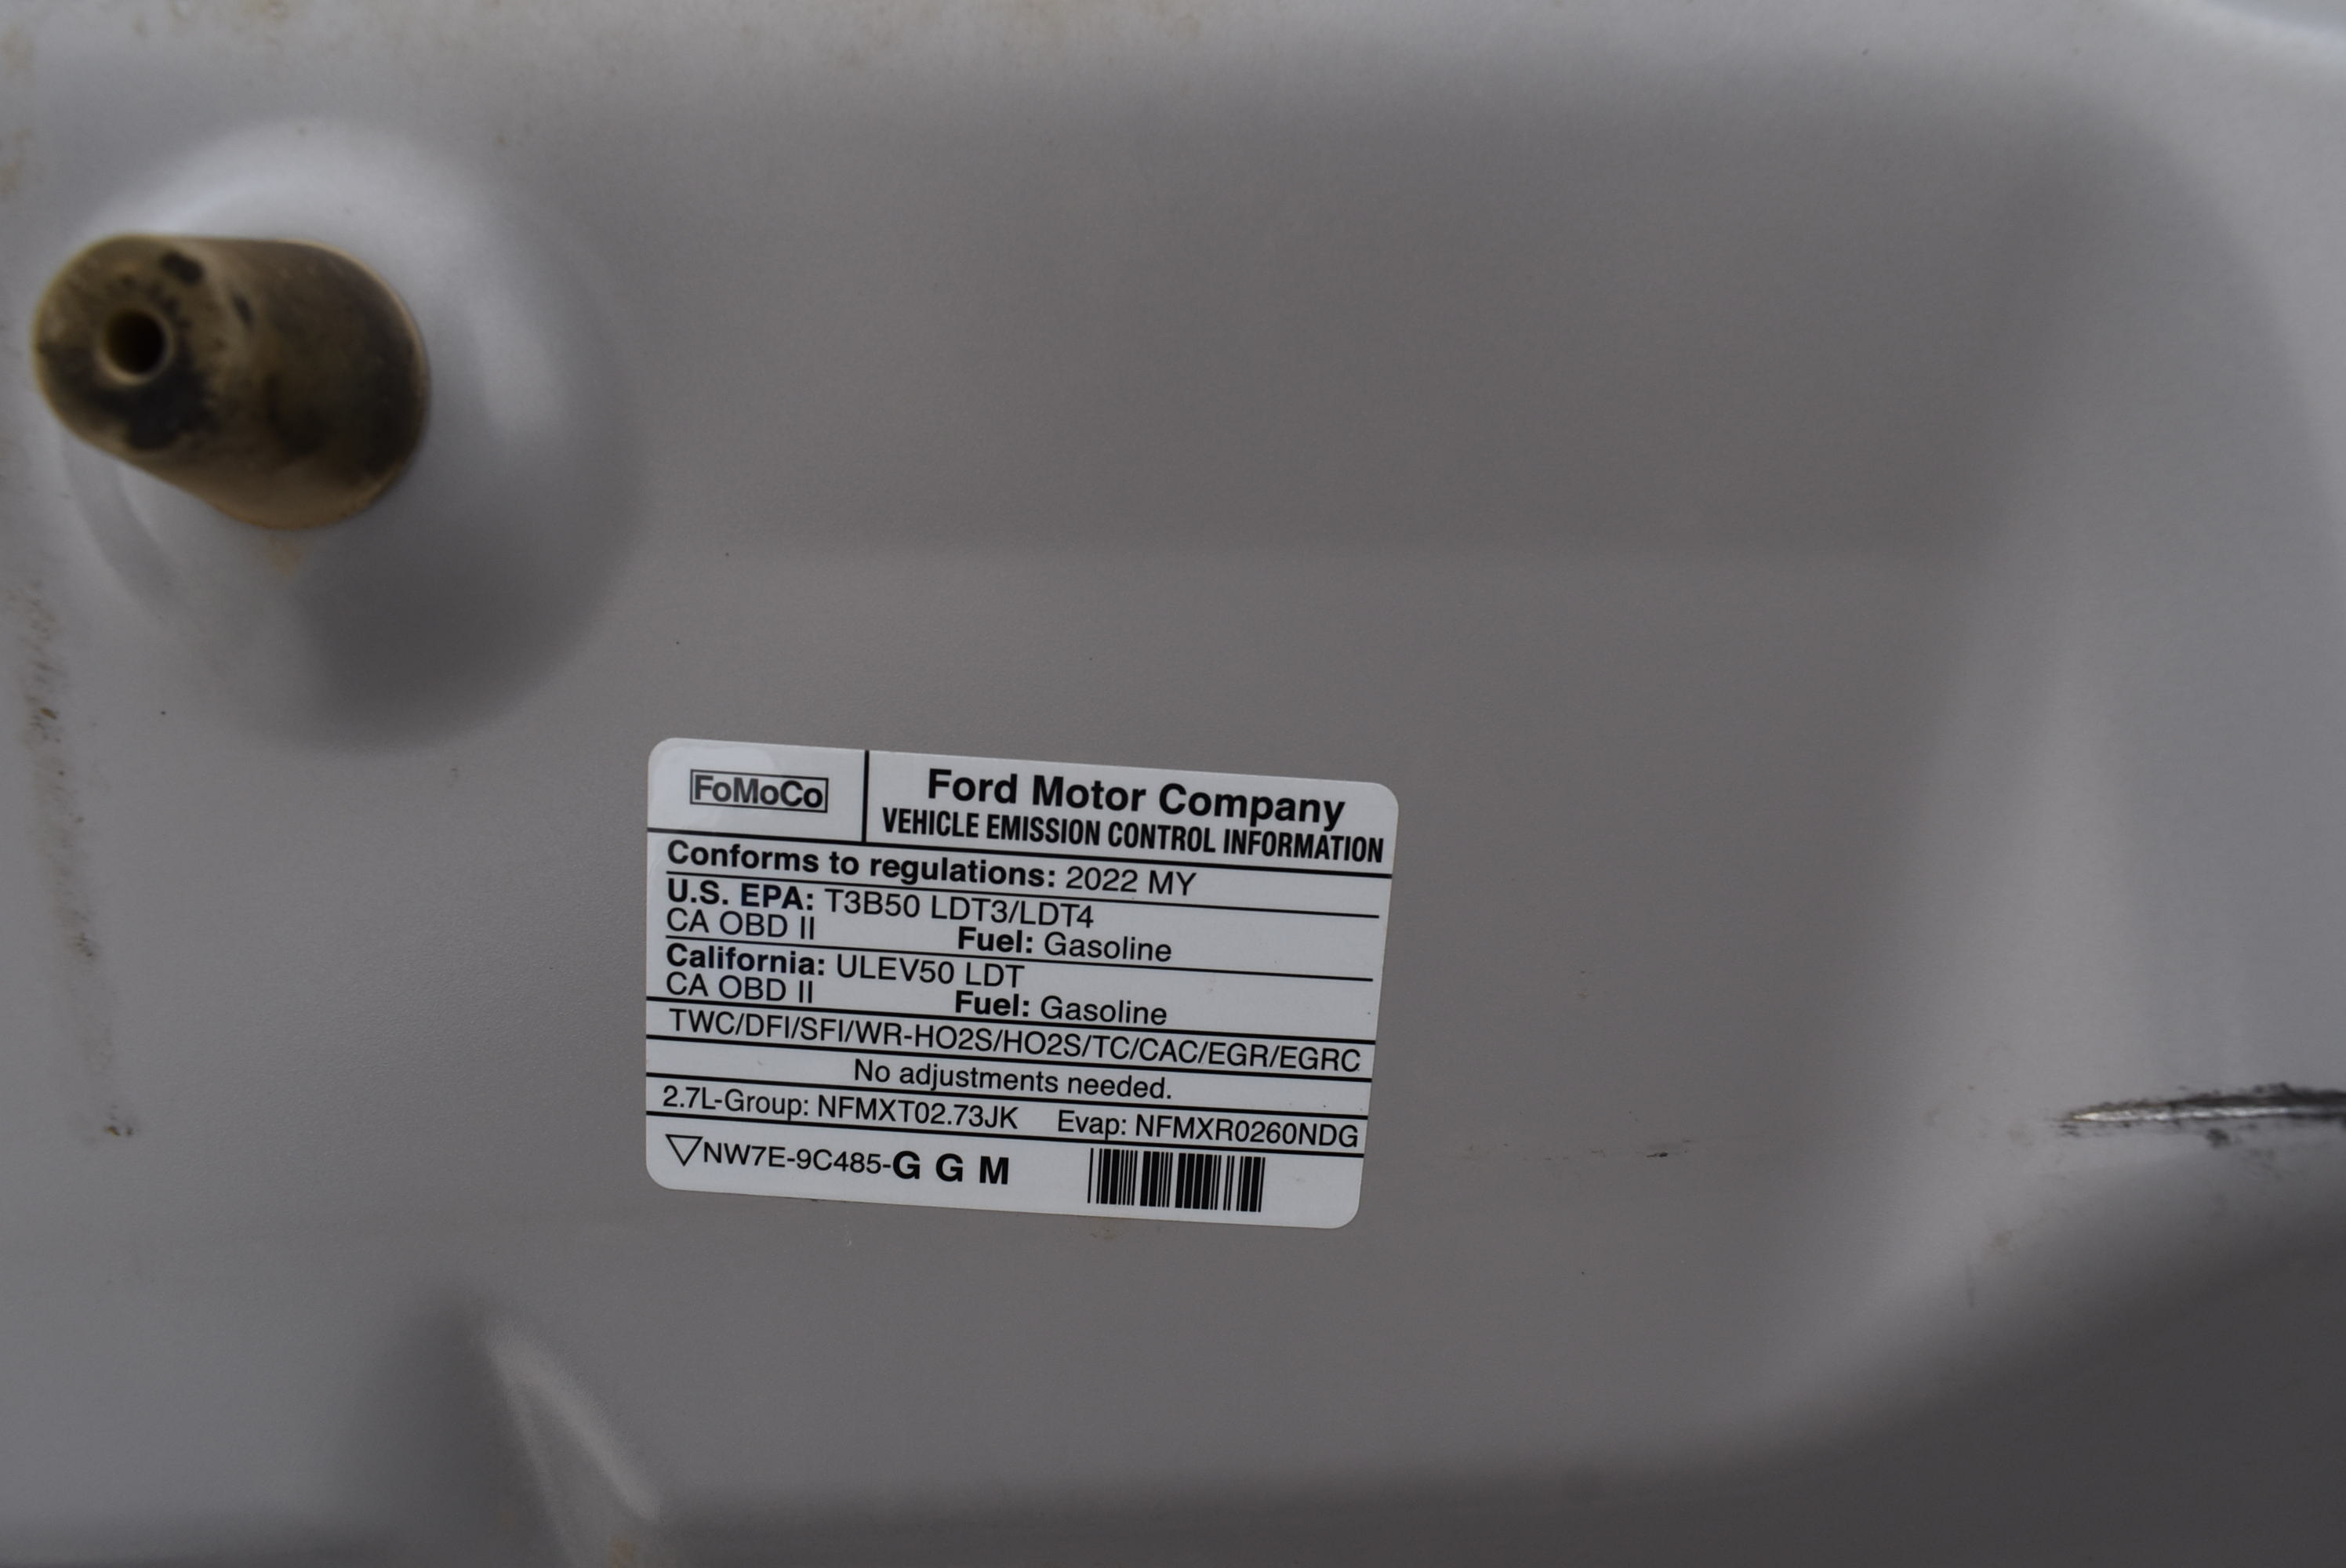 FoMoCo
Ford Motor Company
VEHICLE EMISSION CONTROL INFORMATION
Conforms to regulations: 2022 MY
U.S. EPA: T3B50 LDT3/LDT4
CA OBD II Fuel: Gasoline
California: ULEV50 LDT
CA OBD II Fuel: Gasoline
TWC/DFI/SFI/WR-HO2S/HO2S/TC/CAC/EGR/EGRC
No adjustments needed.
2.7L-Group: NFMXT02.73JK Evap: NFMXR0260NDG
▽NW7E-9C485-G G M